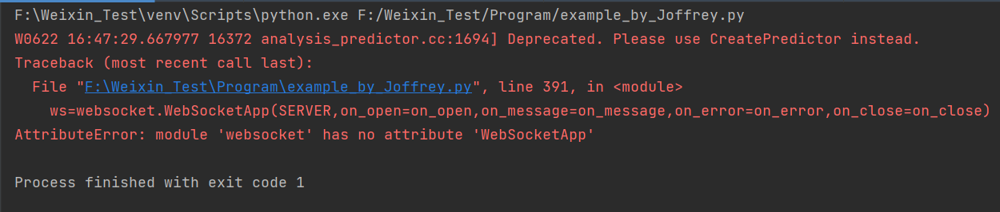 F:\Weixin_Test\venv\Scripts\python.exe F:/Weixin_Test/Program/example_by_Joffrey.py
W0622 16:47:29.667977 16372 analysis_predictor.cc:1694] Deprecated. Please use CreatePredictor instead.
Traceback (most recent call last):
  File "F:\Weixin_Test\Program\example_by_Joffrey.py", line 391, in <module>
    ws=websocket.WebSocketApp(SERVER,on_open=on_open,on_message=on_message,on_error=on_error,on_close=on_close)
AttributeError: module 'websocket' has no attribute 'WebSocketApp'

Process finished with exit code 1